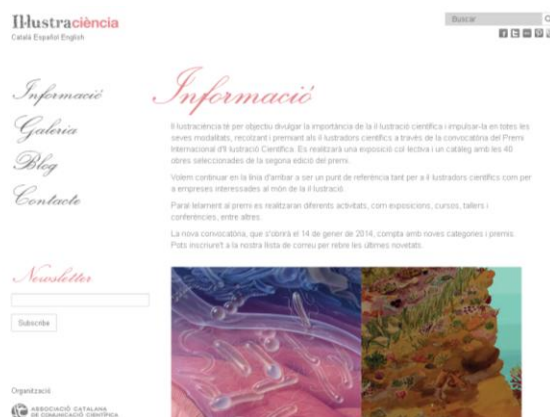 Il·lustraciència
Català Español English
Buscar
Informació
Galeria
Blog
Contacte
Informació
Il·lustraciència té per objectiu divulgar la importància de la il·lustració científica i impulsar-la en totes les
seves modalitats, recolzant i premiant als il·lustradors científics a través de la convocatòria del Premi
Internacional d'Il·lustració Científica. Es realitzarà una exposició col·lectiva i un catàleg amb les 40
obres seleccionades de la segona edició del premi.
Volem continuar en la línia d'arribar a ser un punt de referència tant per a il·lustradors científics com per
a empreses interessades al món de la il·lustració.
Paral·lelament al premi es realitzaran diferents activitats, com exposicions, cursos, tallers i
conferències, entre altres.
La nova convocatòria, que s'obrirà el 14 de gener de 2014, compta amb noves categories i premis.
Pots inscriure't a la nostra llista de correu per rebre les últimes novetats.
Newsletter
Subscribe
Organització:
ASSOCIACIÓ CATALANA
DE COMUNICACIÓ CIENTÍFICA